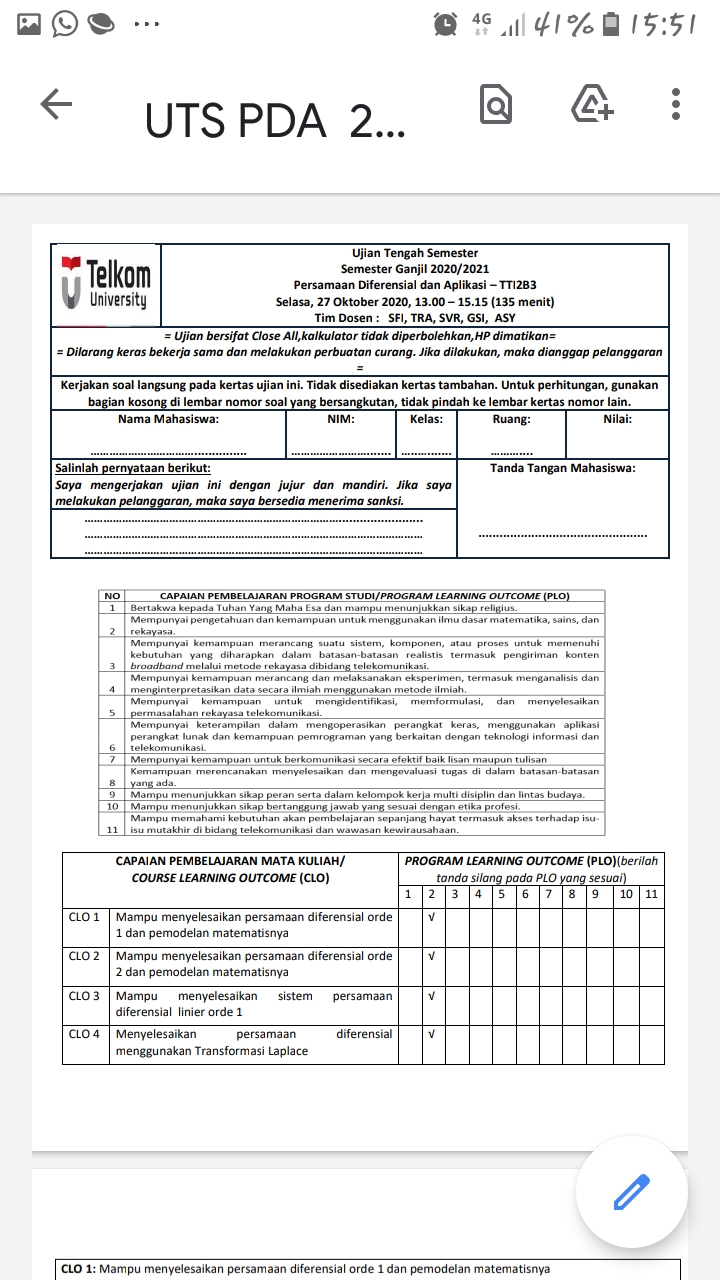 4G 41% 15:51
UTS PDA 2...
Telkom
University
Ujian Tengah Semester
Semester Ganjil 2020/2021
Persamaan Diferensial dan Aplikasi – TTI2B3
Selasa, 27 Oktober 2020, 13.00 – 15.15 (135 menit)
Tim Dosen : SFI, TRA, SVR, GSI, ASY
= Ujian bersifat Close All,kalkulator tidak diperbolehkan,HP dimatikan=
= Dilarang keras bekerja sama dan melakukan perbuatan curang. Jika dilakukan, maka dianggap pelanggaran
=
Kerjakan soal langsung pada kertas ujian ini. Tidak disediakan kertas tambahan. Untuk perhitungan, gunakan
bagian kosong di lembar nomor soal yang bersangkutan, tidak pindah ke lembar kertas nomor lain.
Nama Mahasiswa: NIM: Kelas: Ruang: Nilai:
Salinlah pernyataan berikut: Tanda Tangan Mahasiswa:
Saya mengerjakan ujian ini dengan jujur dan mandiri. Jika saya
melakukan pelanggaran, maka saya bersedia menerima sanksi.
NO CAPAIAN PEMBELAJARAN PROGRAM STUDI/PROGRAM LEARNING OUTCOME (PLO)
1 Bertakwa kepada Tuhan Yang Maha Esa dan mampu menunjukkan sikap religius.
Mempunyai pengetahuan dan kemampuan untuk menggunakan ilmu dasar matematika, sains, dan
2 rekayasa.
Mempunyai kemampuan merancang suatu sistem, komponen, atau proses untuk memenuhi
kebutuhan yang diharapkan dalam batasan-batasan realistis termasuk pengiriman konten
3 broadband melalui metode rekayasa dibidang telekomunikasi.
Mempunyai kemampuan merancang dan melaksanakan eksperimen, termasuk menganalisis dan
4 menginterpretasikan data secara ilmiah menggunakan metode ilmiah.
Mempunyai kemampuan untuk mengidentifikasi, memformulasi, dan menyelesaikan
5 permasalahan rekayasa telekomunikasi.
Mempunyai keterampilan dalam mengoperasikan perangkat keras, menggunakan aplikasi
perangkat lunak dan kemampuan pemrograman yang berkaitan dengan teknologi informasi dan
6 telekomunikasi.
7 Mempunyai kemampuan untuk berkomunikasi secara efektif baik lisan maupun tulisan
Kemampuan merencanakan menyelesaikan dan mengevaluasi tugas di dalam batasan-batasan
8 yang ada.
9 Mampu menunjukkan sikap peran serta dalam kelompok kerja multi disiplin dan lintas budaya.
10 Mampu menunjukkan sikap bertanggung jawab yang sesuai dengan etika profesi.
Mampu memahami kebutuhan akan pembelajaran sepanjang hayat termasuk akses terhadap isu-
11 isu mutakhir di bidang telekomunikasi dan wawasan kewirausahaan.
CAPAIAN PEMBELAJARAN MATA KULIAH/ PROGRAM LEARNING OUTCOME (PLO)(berilah
COURSE LEARNING OUTCOME (CLO) tanda silang pada PLO yang sesuai)
1 2 3 4 5 6 7 8 9 10 11
CLO 1 Mampu menyelesaikan persamaan diferensial orde √
1 dan pemodelan matematisnya
CLO 2 Mampu menyelesaikan persamaan diferensial orde √
2 dan pemodelan matematisnya
CLO 3 Mampu menyelesaikan sistem persamaan √
diferensial linier orde 1
CLO 4 Menyelesaikan persamaan diferensial √
menggunakan Transformasi Laplace
CLO 1: Mampu menyelesaikan persamaan diferensial orde 1 dan pemodelan matematisnya